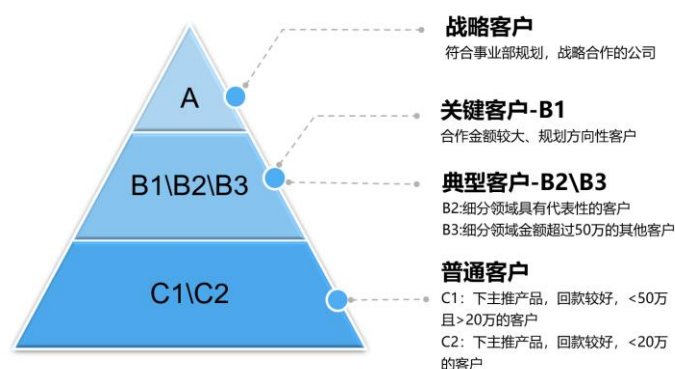 战略客户
符合事业部规划，战略合作的公司
A
关键客户-B1
合作金额较大、规划方向性客户
B1\B2\B3
典型客户-B2\B3
B2:细分领域具有代表性的客户
B3:细分领域金额超过50万的其他客户
普通客户
C1\C2
C1：下主推产品，回款较好，<50万
且>20万的客户
C2：下主推产品，回款较好，<20万
的客户